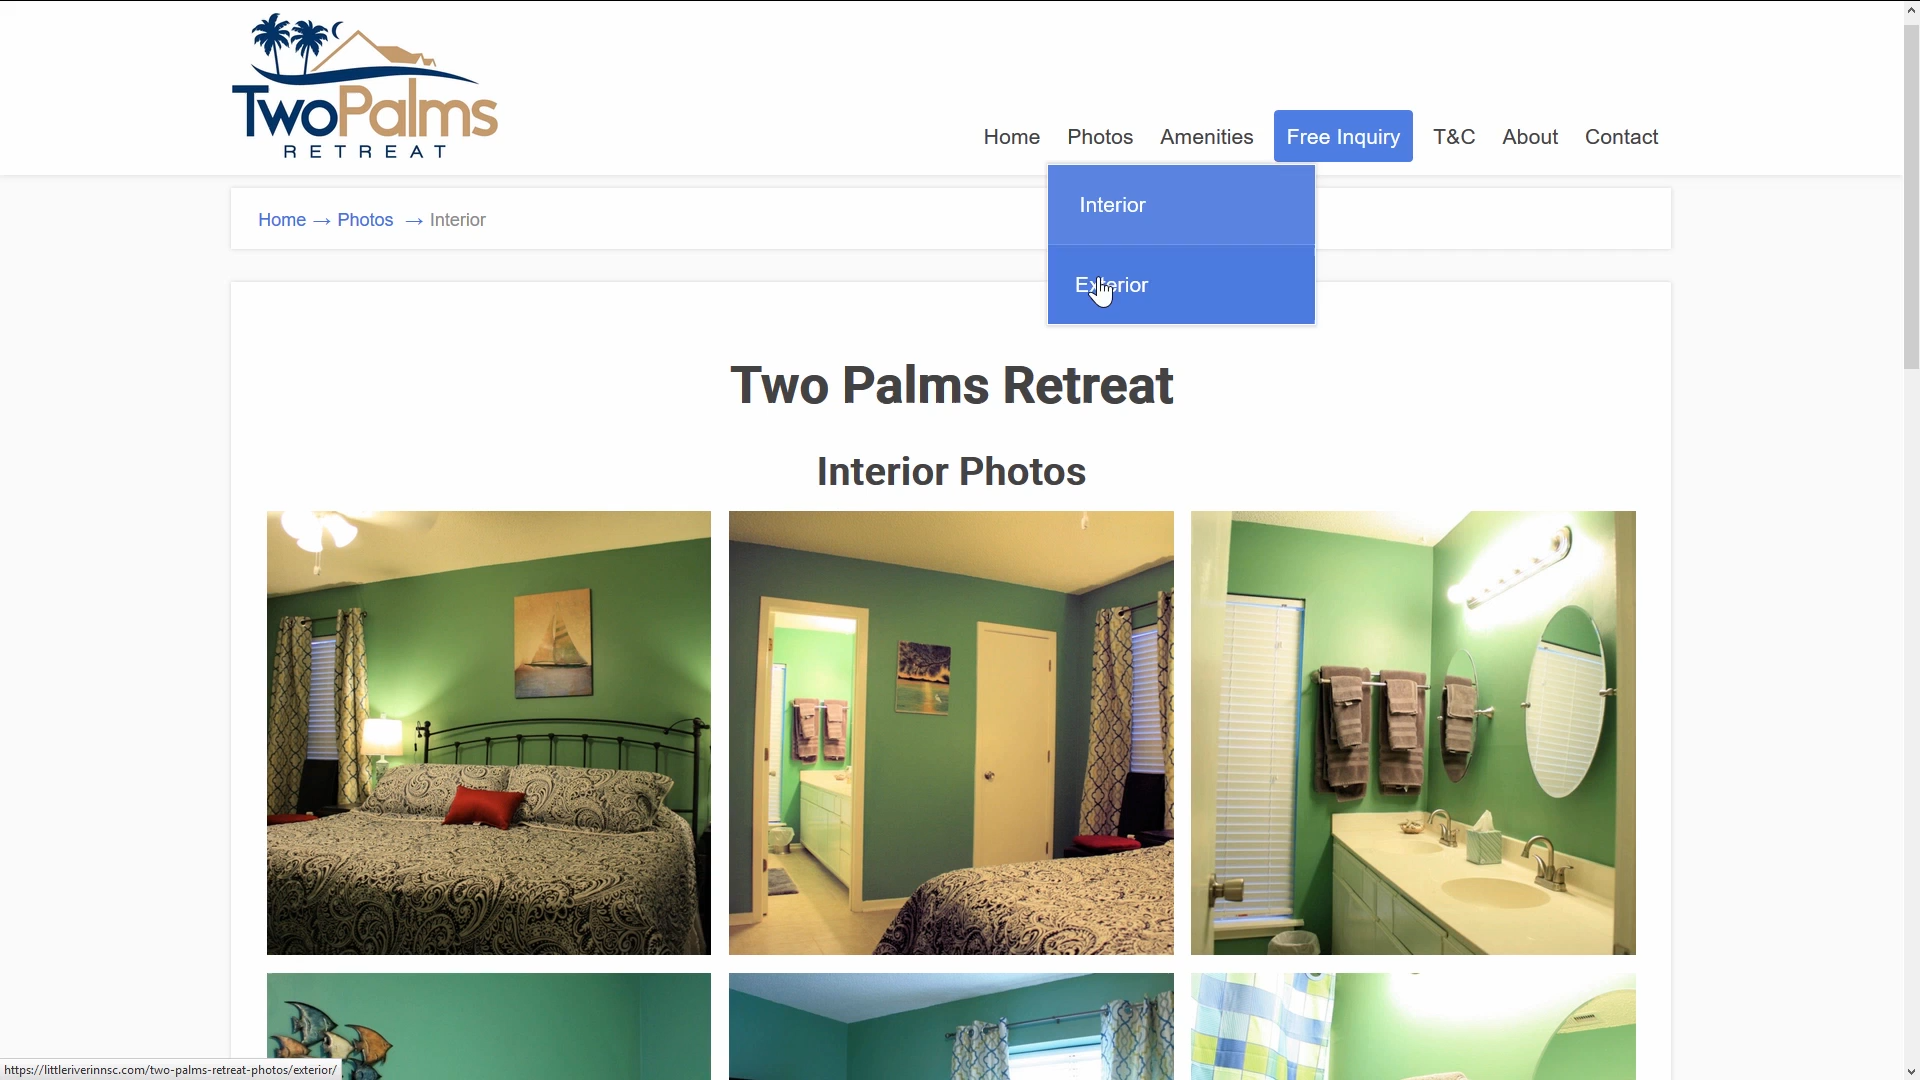 TwoPalms
RETREAT
Home Photos Amenities Free Inquiry T&C About Contact
Interior
Exterior
Home → Photos → Interior
Two Palms Retreat
Interior Photos
https://littleriverinnsc.com/two-palms-retreat-photos/exterior/